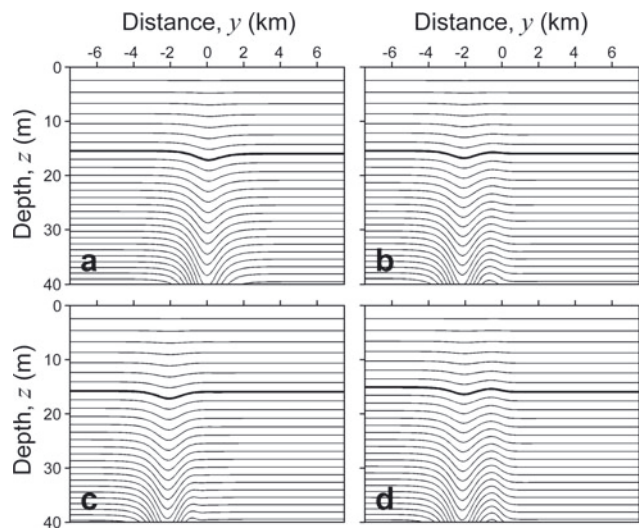 Distance, y (km) Distance, y (km)
-6 -4 -2 0 2 4 6 -6 -4 -2 0 2 4 6
0
10
20
30
40
Depth, z (m)
a b
0
10
20
30
40
Depth, z (m)
c d